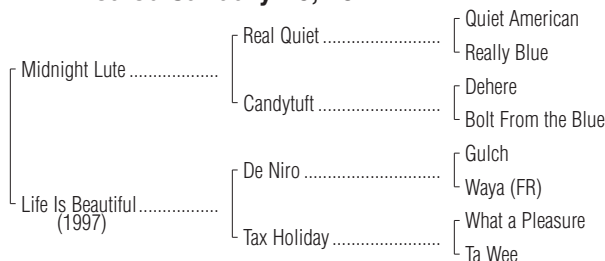 Quiet American
Real Quiet
Really Blue
Midnight Lute
Dehere
Candytuft
Bolt From the Blue
Gulch
De Niro
Waya (FR)
Life Is Beautiful
(1997)
What a Pleasure
Tax Holiday
Ta Wee